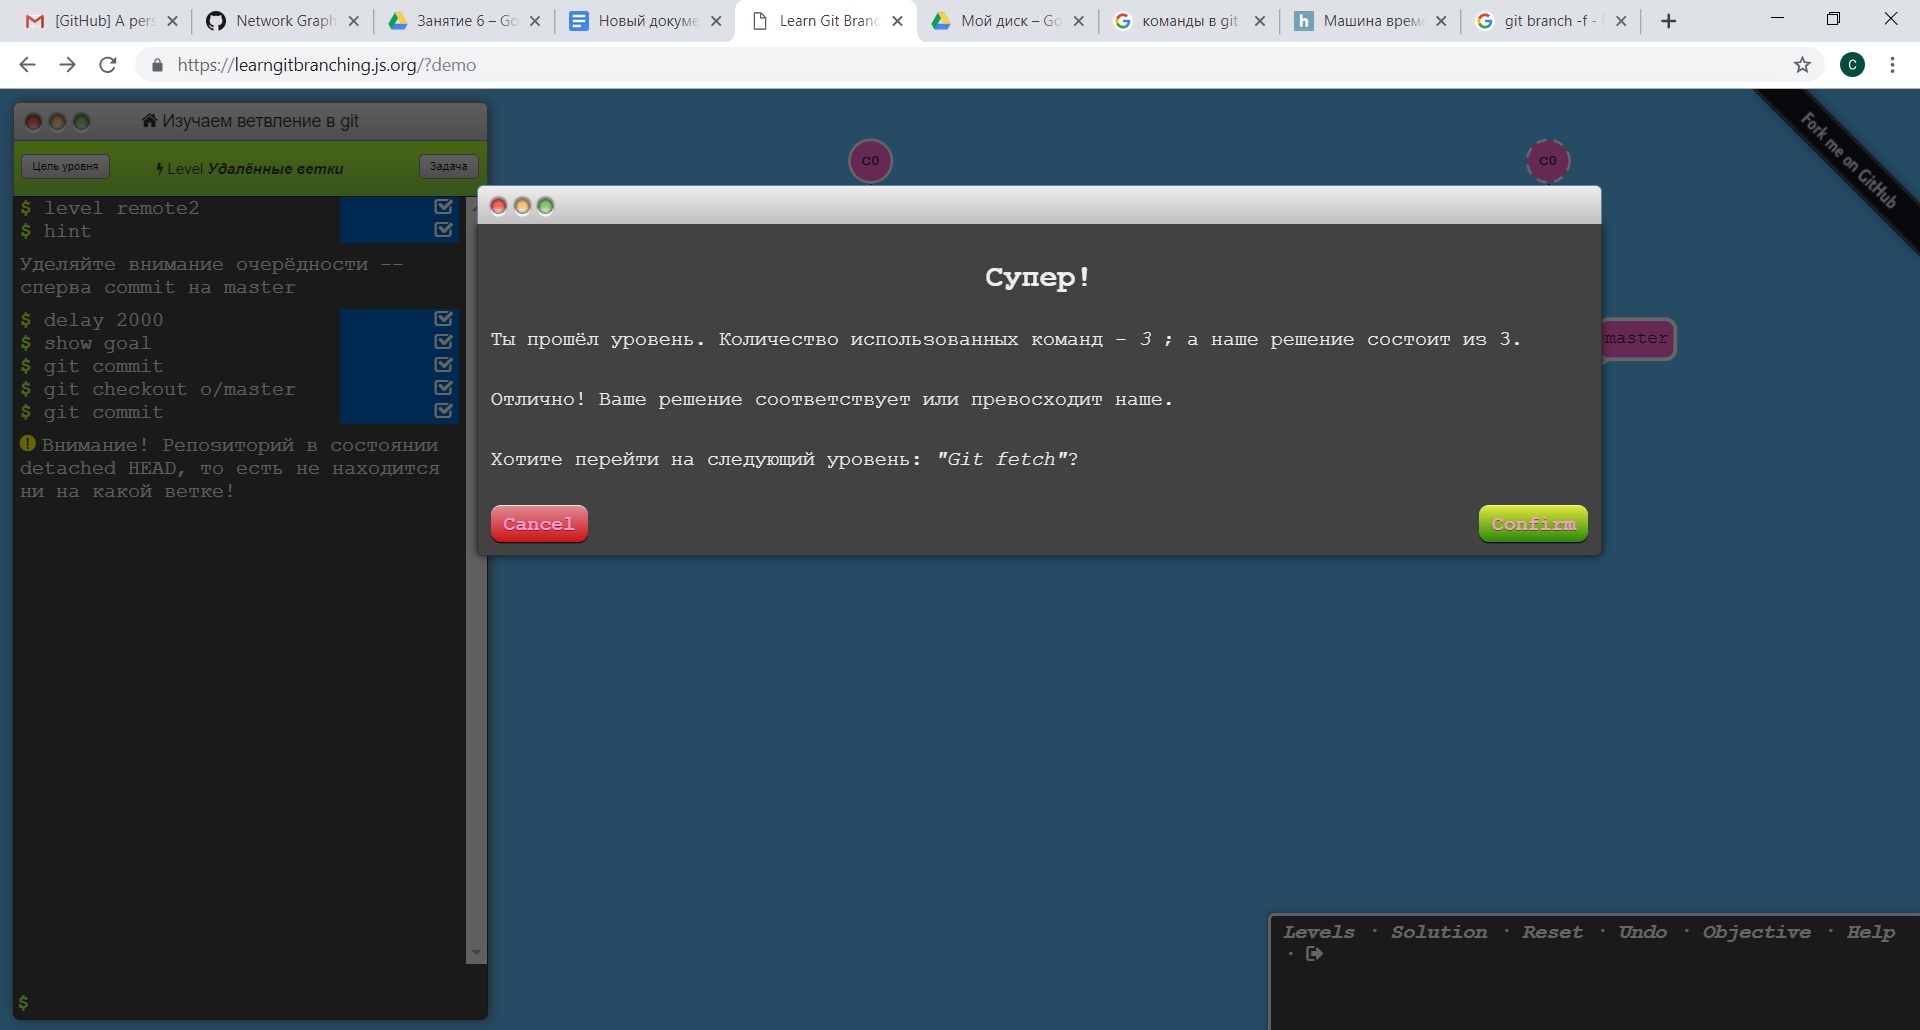 [GitHub] A pers
Network Graph
Занятие 6 – Go
Новый докуме
Learn Git Branc
Мой диск – Go
команды в git
Машина врем
git branch -f -
https://learngitbranching.js.org/?demo
C
Изучаем ветвление в git
Цель уровня
Level Удалённые ветки
Задача
$ level remote2
$ hint
Уделяйте внимание очерёдности --
сперва commit на master
$ delay 2000
$ show goal
$ git commit
$ git checkout o/master
$ git commit
Внимание! Репозиторий в состоянии
detached HEAD, то есть не находится
ни на какой ветке!
$
C0
C0
Fork me on GitHub
master
Супер!
Ты прошёл уровень. Количество использованных команд – 3 ; а наше решение состоит из 3.
Отлично! Ваше решение соответствует или превосходит наше.
Хотите перейти на следующий уровень: "Git fetch"?
Cancel
Confirm
Levels · Solution · Reset · Undo · Objective · Help
·